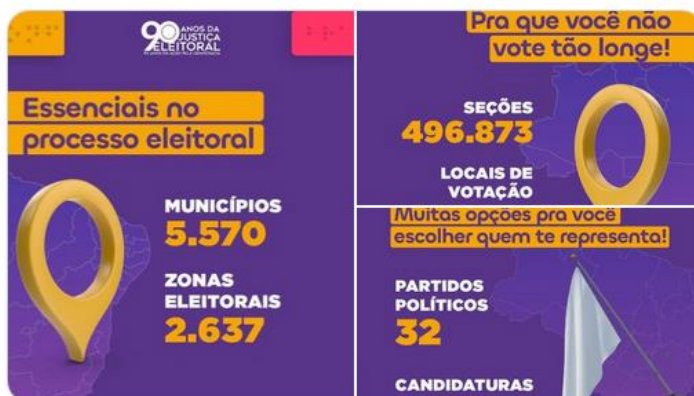 90 ANOS DA
JUSTIÇA
ELEITORAL
Essenciais no
processo eleitoral
MUNICÍPIOS
5.570
ZONAS
ELEITORAIS
2.637
Pra que você não
vote tão longe!
SEÇÕES
496.873
LOCAIS DE
VOTAÇÃO
Muitas opções pra você
escolher quem te representa!
PARTIDOS
POLÍTICOS
32
CANDIDATURAS